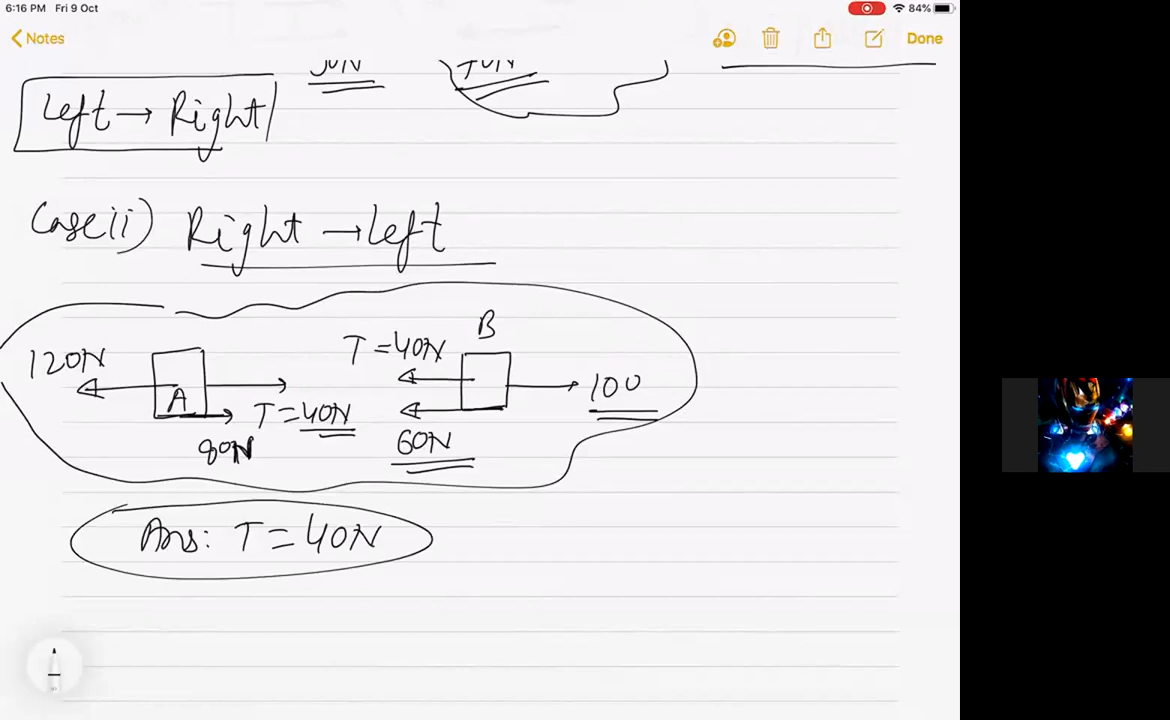 6:16 PM Fri 9 Oct
84%
Notes
Done
Left → Right
Case ii) Right → Left
B
120N
T = 40N
100
A
T = 40N
80N
60N
Ans: T = 40N